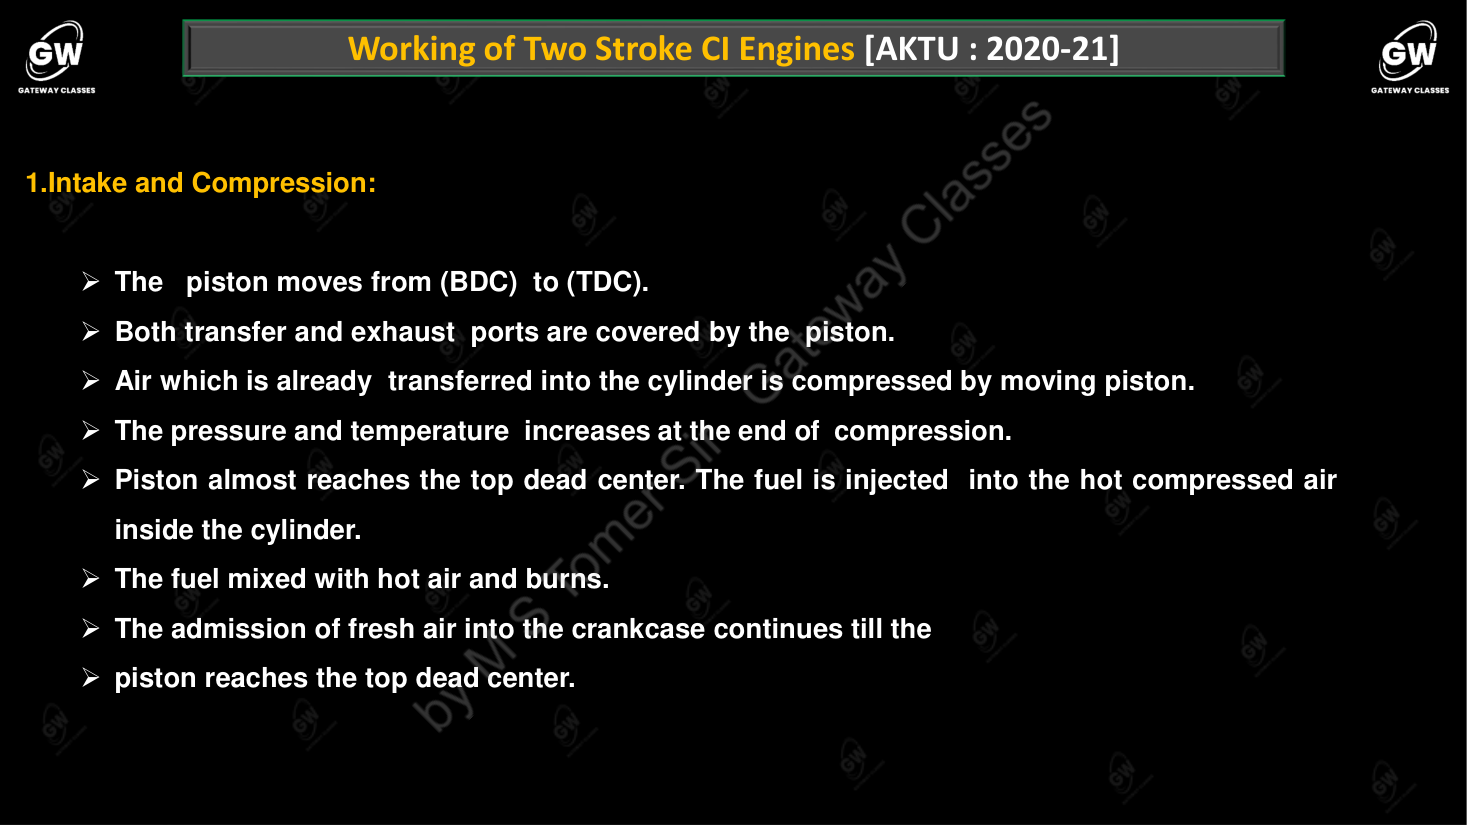 GW
GATEWAY CLASSES
Working of Two Stroke CI Engines [AKTU : 2020-21]
GW
GATEWAY CLASSES
1.Intake and Compression:
➢ The piston moves from (BDC) to (TDC).
➢ Both transfer and exhaust ports are covered by the piston.
➢ Air which is already transferred into the cylinder is compressed by moving piston.
➢ The pressure and temperature increases at the end of compression.
➢ Piston almost reaches the top dead center. The fuel is injected into the hot compressed air
inside the cylinder.
➢ The fuel mixed with hot air and burns.
➢ The admission of fresh air into the crankcase continues till the
➢ piston reaches the top dead center.
by M S Tomer Sir Gateway Classes